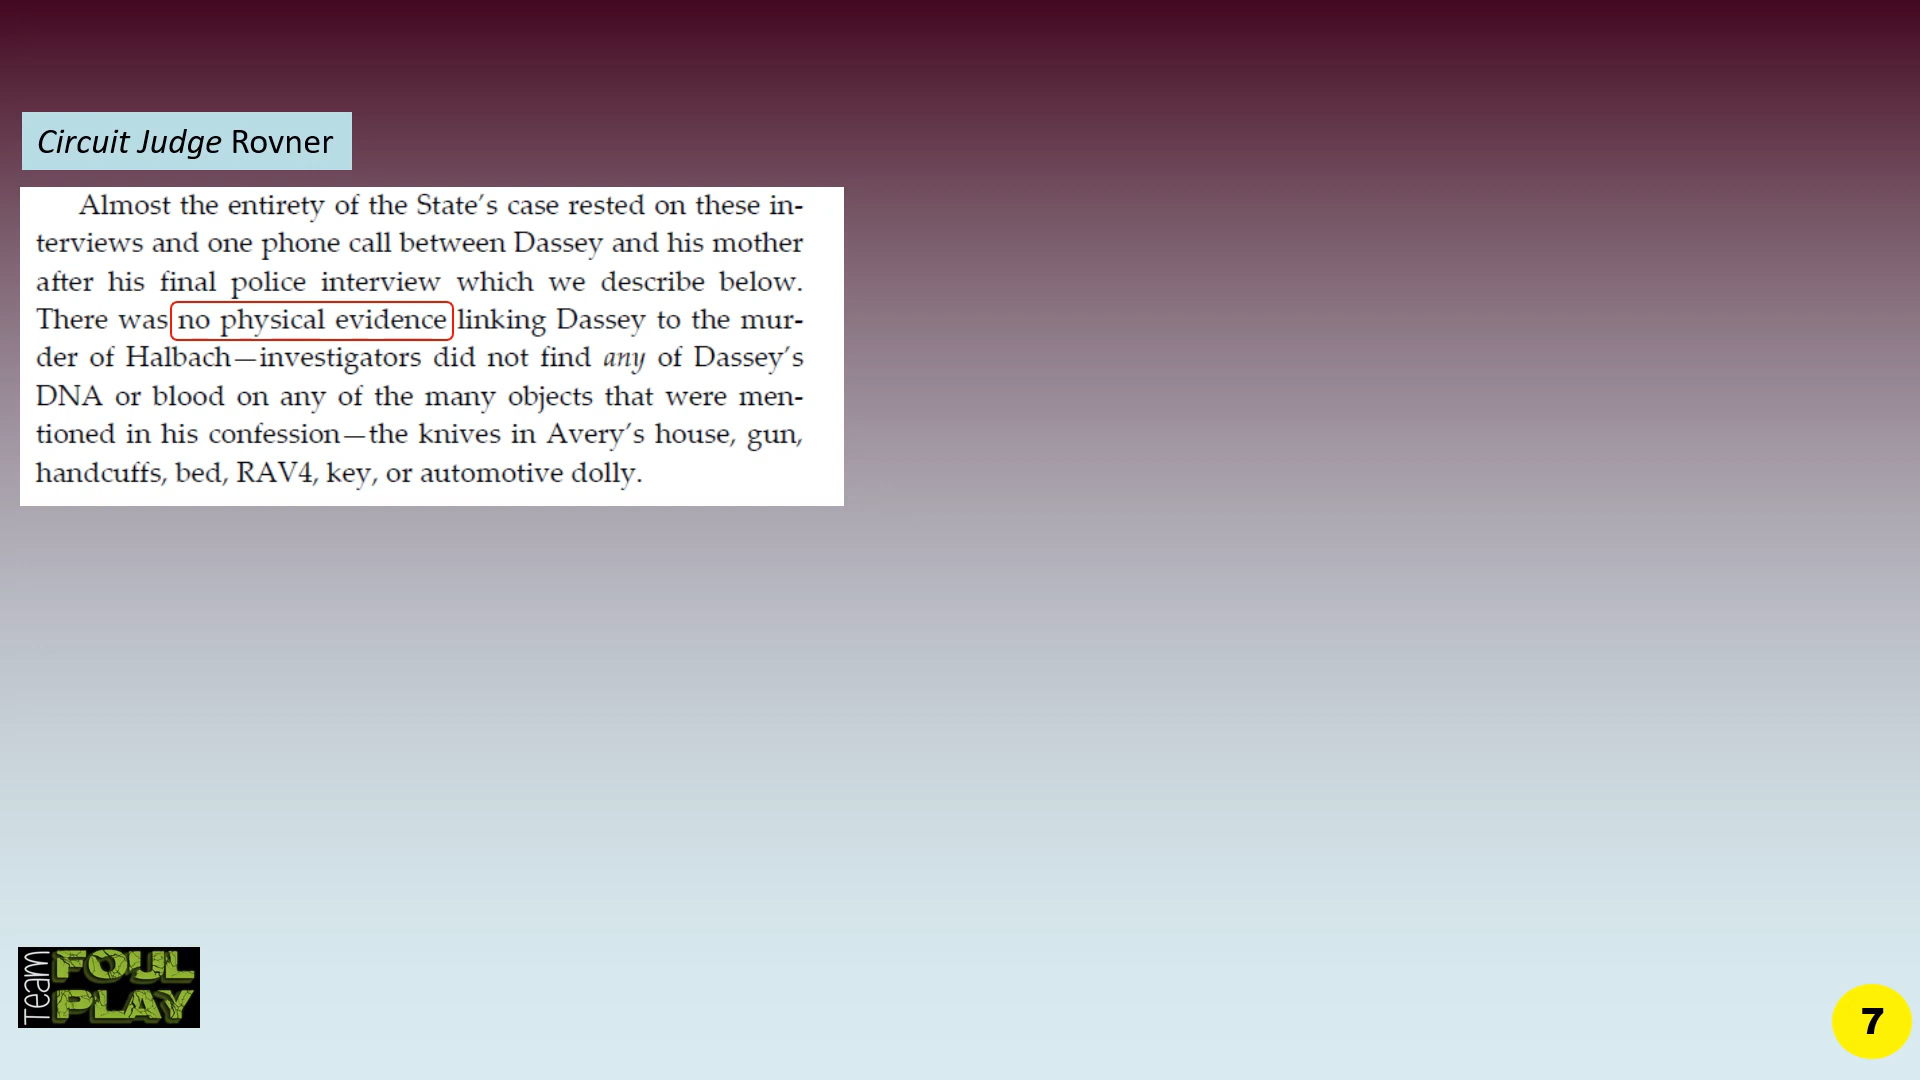 Circuit Judge Rovner
Almost the entirety of the State’s case rested on these in-
terviews and one phone call between Dassey and his mother
after his final police interview which we describe below.
There was no physical evidence linking Dassey to the mur-
der of Halbach—investigators did not find any of Dassey’s
DNA or blood on any of the many objects that were men-
tioned in his confession—the knives in Avery’s house, gun,
handcuffs, bed, RAV4, key, or automotive dolly.
Team
FOUL
PLAY
7